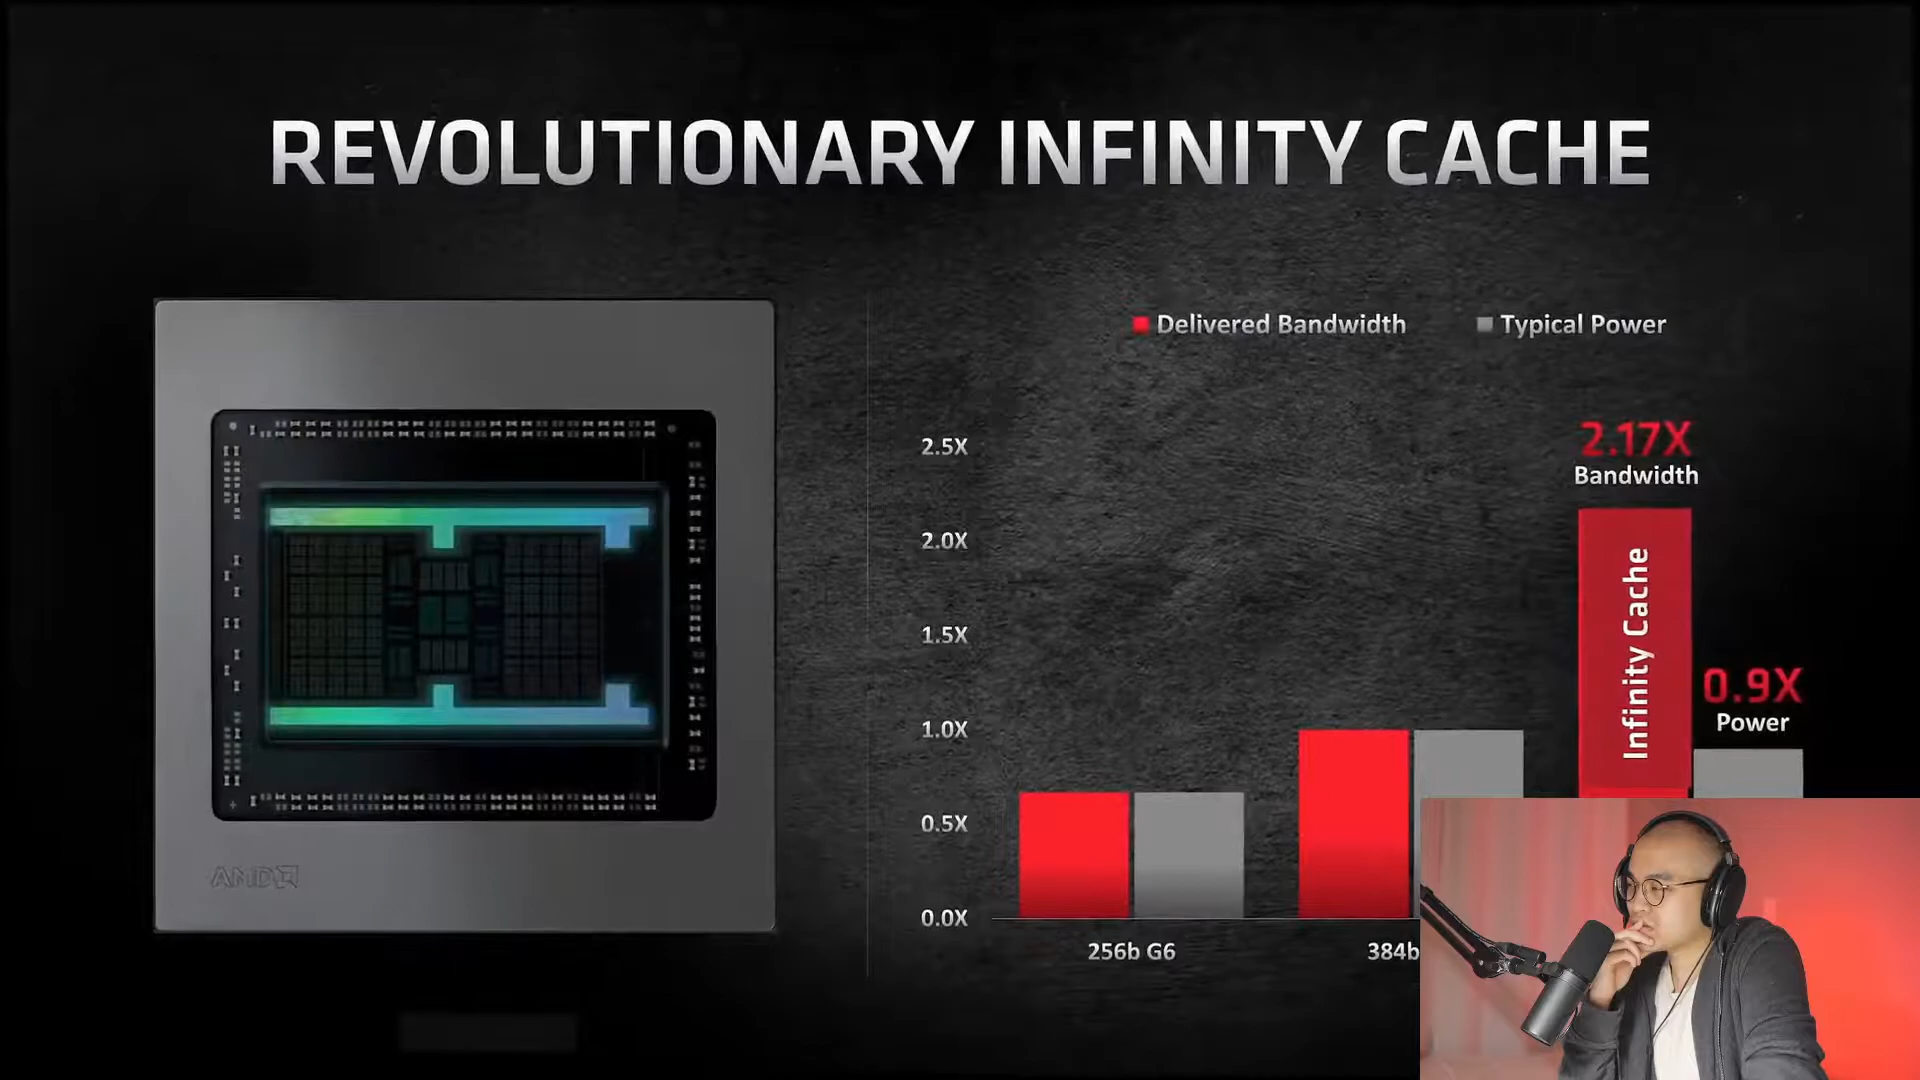 REVOLUTIONARY INFINITY CACHE
Delivered Bandwidth
Typical Power
2.5X
2.0X
1.5X
1.0X
0.5X
0.0X
2.17X
Bandwidth
Infinity Cache
0.9X
Power
256b G6
384b
AMD